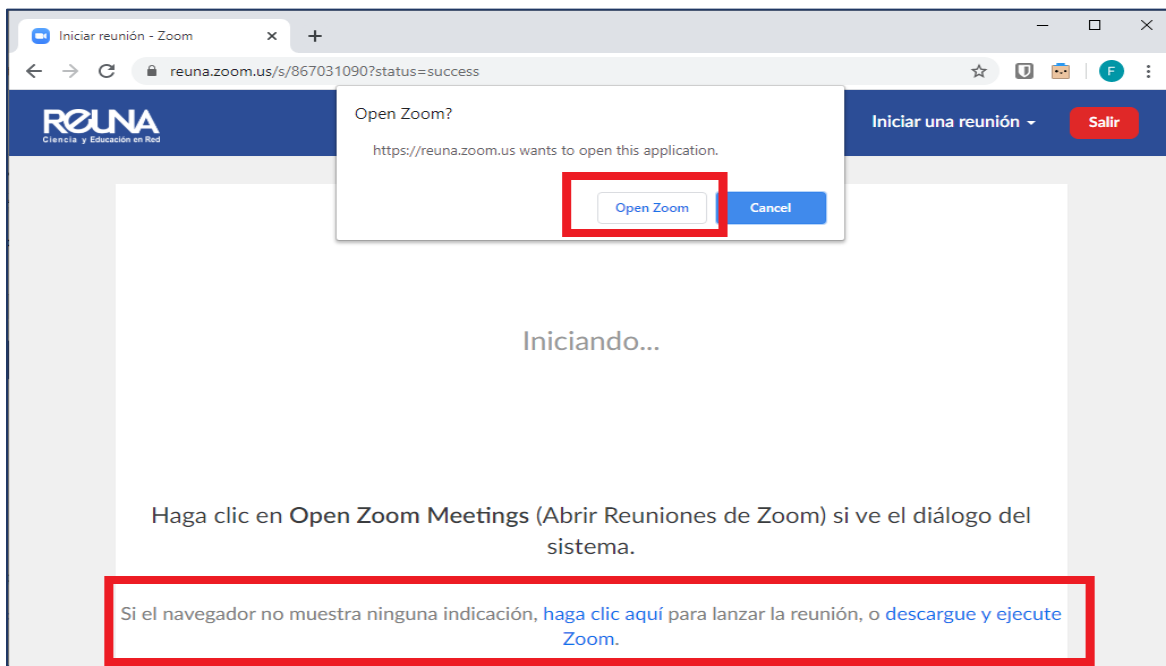 Iniciar reunión - Zoom
reuna.zoom.us/s/867031090?status=success
F
REUNA
Ciencia y Educación en Red
Open Zoom?
https://reuna.zoom.us wants to open this application.
Open Zoom
Cancel
Iniciar una reunión
Salir
Iniciando...
Haga clic en Open Zoom Meetings (Abrir Reuniones de Zoom) si ve el diálogo del
sistema.
Si el navegador no muestra ninguna indicación, haga clic aquí para lanzar la reunión, o descargue y ejecute
Zoom.